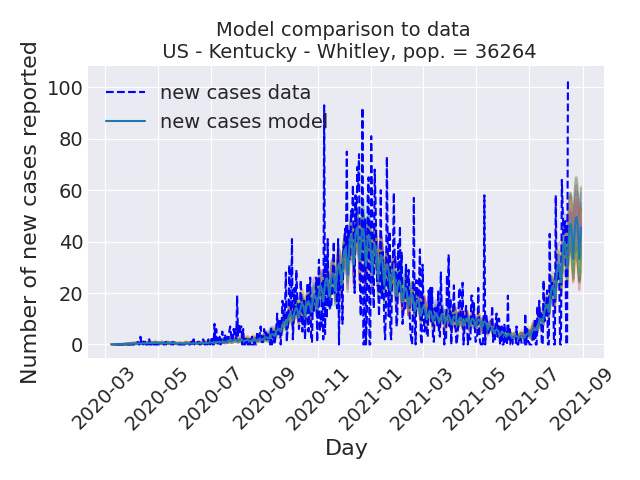 Model comparison to data
US - Kentucky - Whitley, pop. = 36264
Number of new cases reported
100
80
60
40
20
0
new cases data
new cases model
2020-03
2020-05
2020-07
2020-09
2020-11
2021-01
2021-03
2021-05
2021-07
2021-09
Day